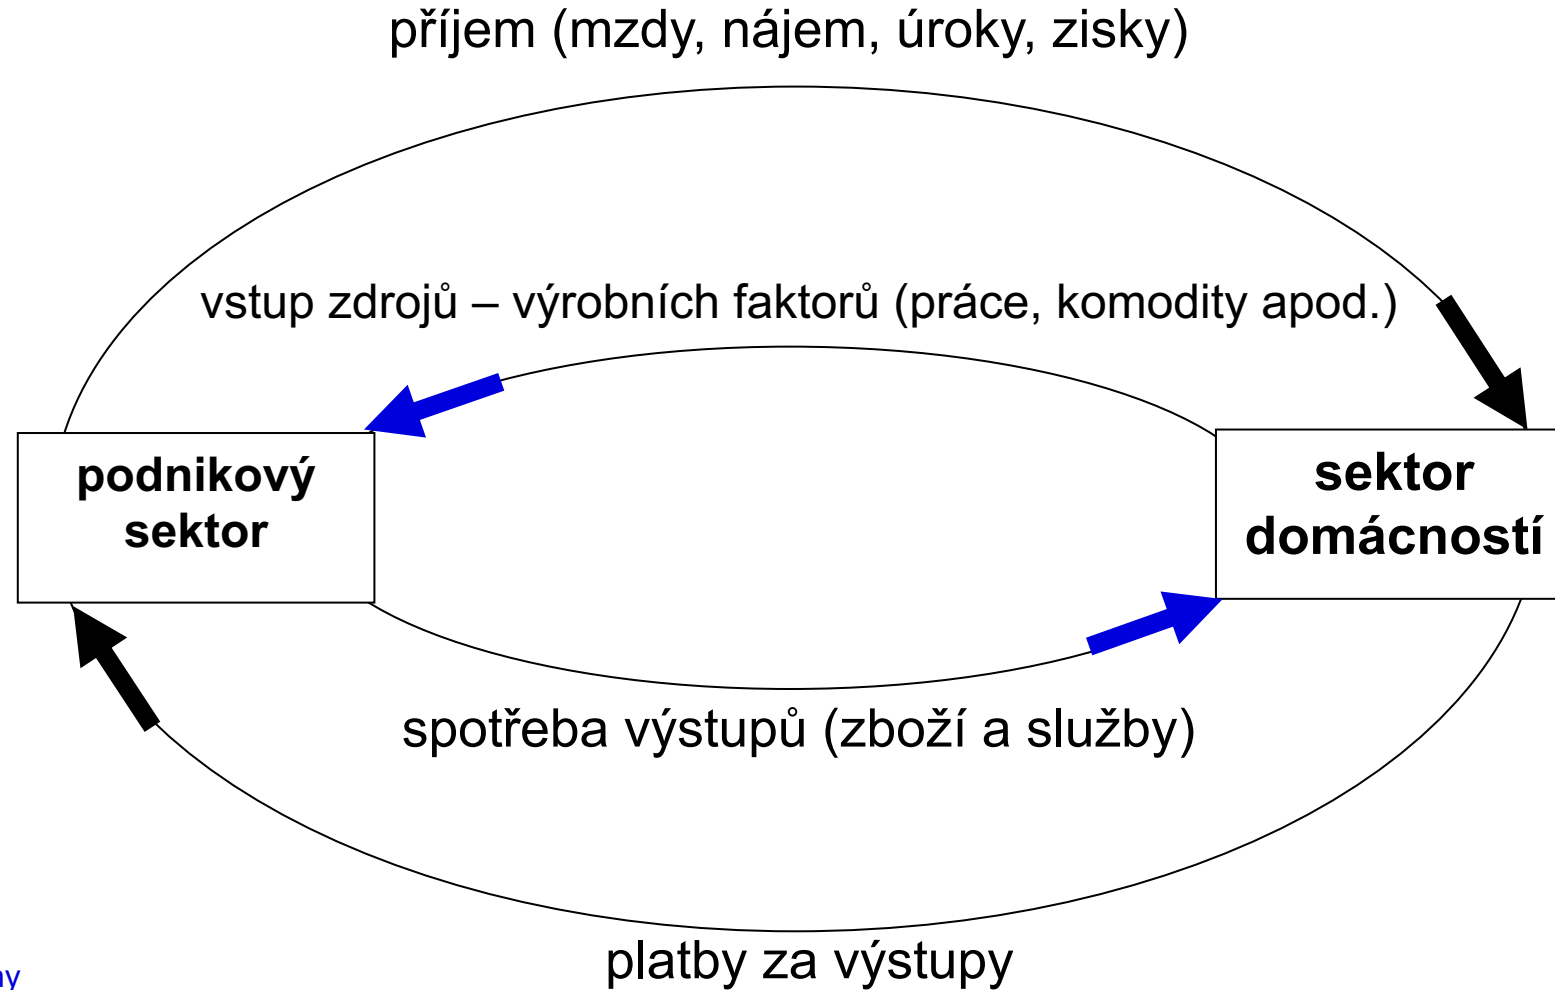 příjem (mzdy, nájem, úroky, zisky)
vstup zdrojů – výrobních faktorů (práce, komodity apod.)
podnikový
sektor
sektor
domácností
spotřeba výstupů (zboží a služby)
platby za výstupy